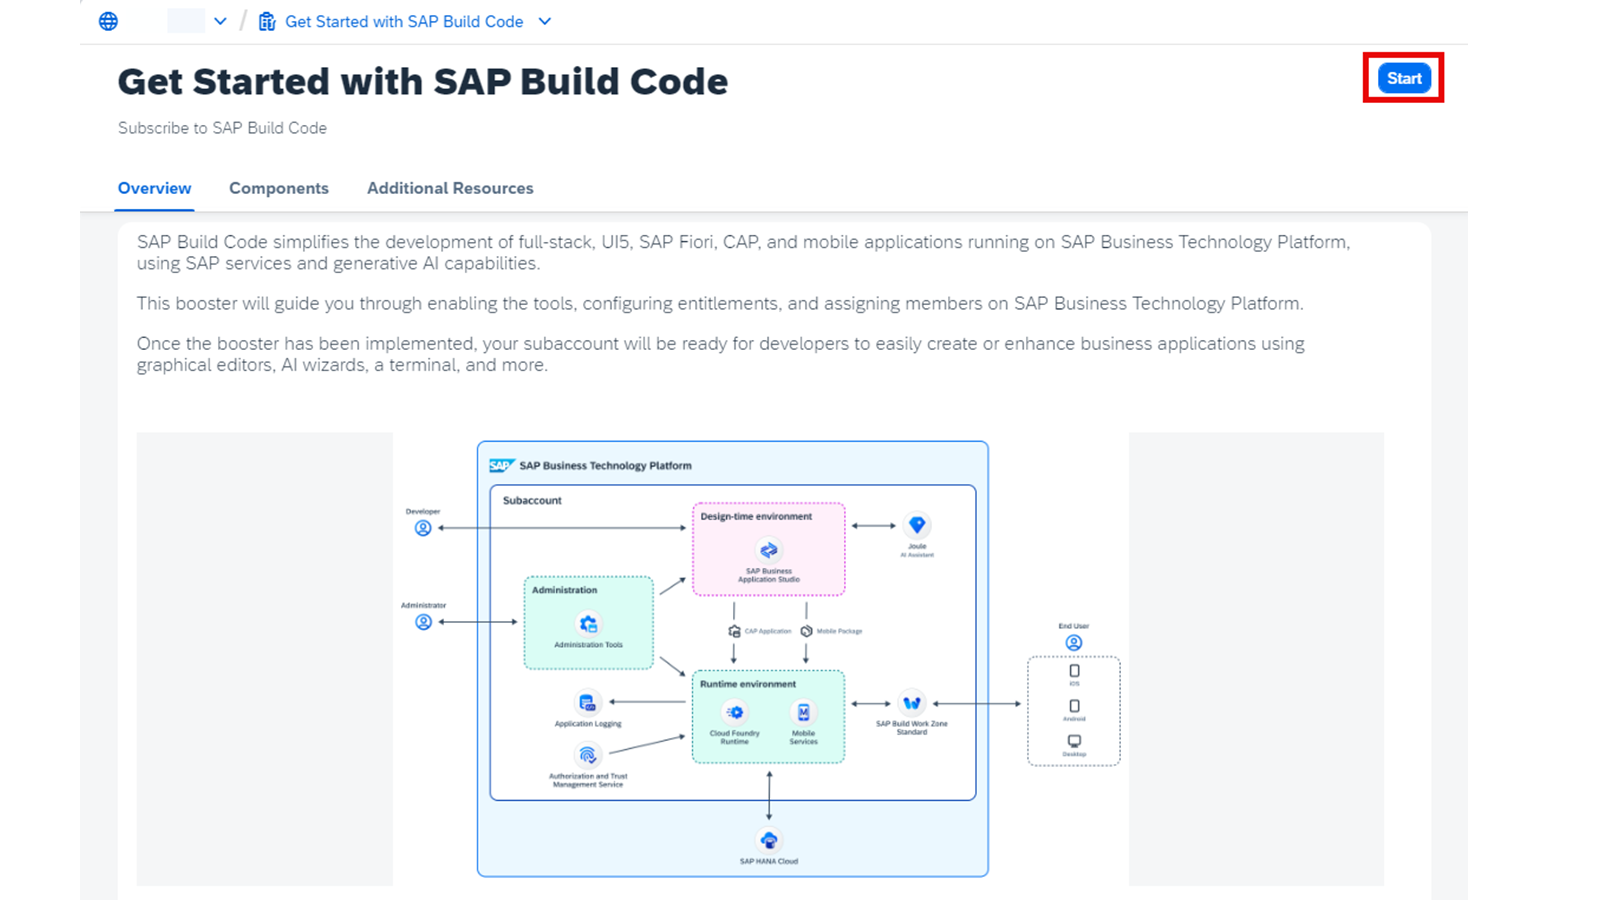 Get Started with SAP Build Code
Get Started with SAP Build Code
Start
Subscribe to SAP Build Code
Overview
Components
Additional Resources
SAP Build Code simplifies the development of full-stack, UI5, SAP Fiori, CAP, and mobile applications running on SAP Business Technology Platform,
using SAP services and generative AI capabilities.
This booster will guide you through enabling the tools, configuring entitlements, and assigning members on SAP Business Technology Platform.
Once the booster has been implemented, your subaccount will be ready for developers to easily create or enhance business applications using
graphical editors, AI wizards, a terminal, and more.
SAP SAP Business Technology Platform
Subaccount
Developer
Design-time environment
SAP Business
Application Studio
Joule
AI Assistant
Administrator
Administration
Administration Tools
CAP Application
Mobile Package
End User
iOS
Android
Desktop
Runtime environment
Cloud Foundry
Runtime
Mobile
Services
Application Logging
SAP Build Work Zone
Standard
Authorization and Trust
Management Service
SAP HANA Cloud